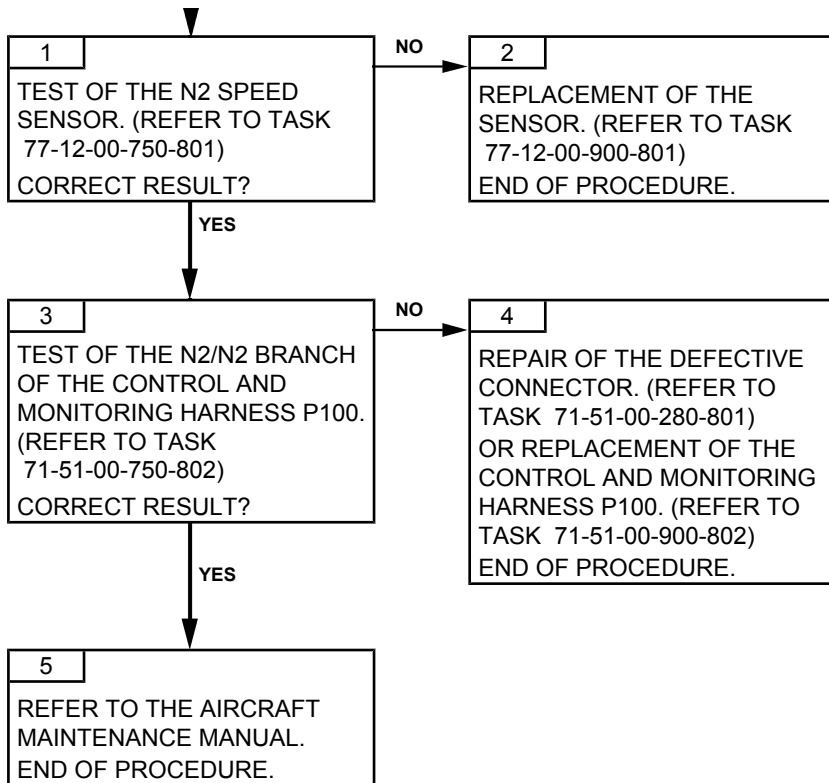 1
TEST OF THE N2 SPEED
SENSOR. (REFER TO TASK
77-12-00-750-801)
CORRECT RESULT?
NO
2
REPLACEMENT OF THE
SENSOR. (REFER TO TASK
77-12-00-900-801)
END OF PROCEDURE.
YES
3
TEST OF THE N2/N2 BRANCH
OF THE CONTROL AND
MONITORING HARNESS P100.
(REFER TO TASK
71-51-00-750-802)
CORRECT RESULT?
NO
4
REPAIR OF THE DEFECTIVE
CONNECTOR. (REFER TO
TASK 71-51-00-280-801)
OR REPLACEMENT OF THE
CONTROL AND MONITORING
HARNESS P100. (REFER TO
TASK 71-51-00-900-802)
END OF PROCEDURE.
YES
5
REFER TO THE AIRCRAFT
MAINTENANCE MANUAL.
END OF PROCEDURE.